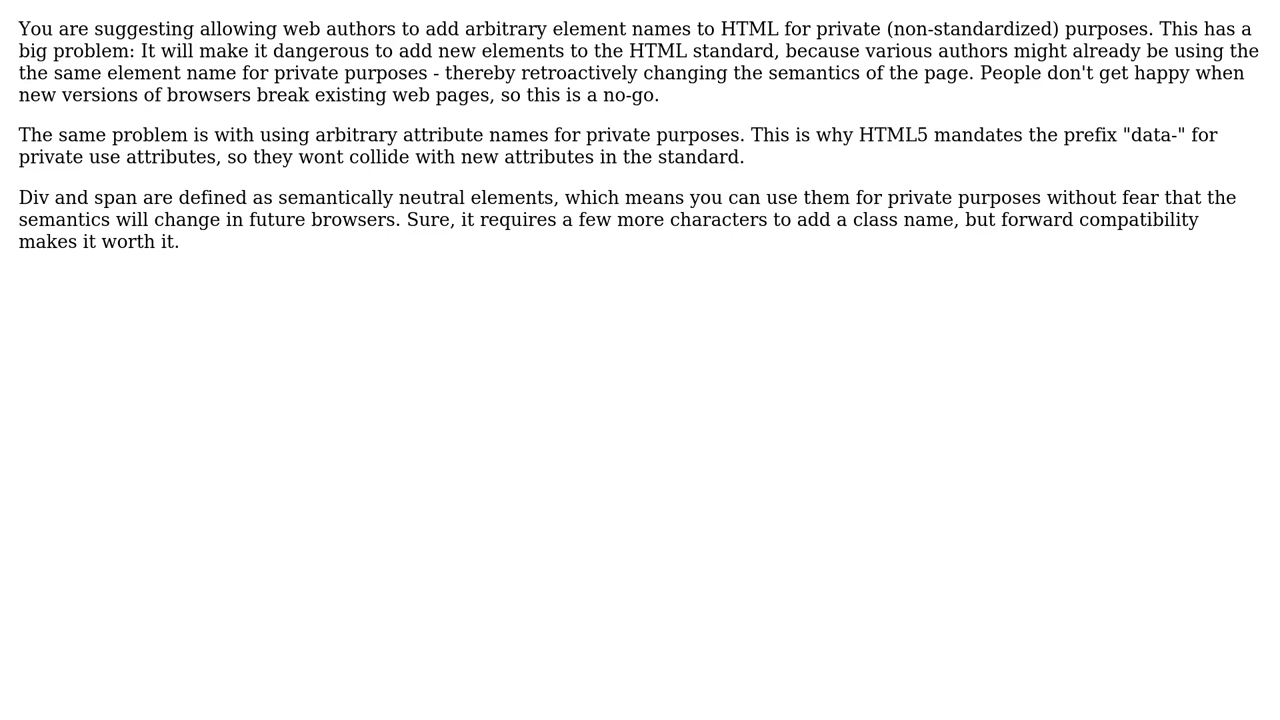 You are suggesting allowing web authors to add arbitrary element names to HTML for private (non-standardized) purposes. This has a
big problem: It will make it dangerous to add new elements to the HTML standard, because various authors might already be using the
the same element name for private purposes - thereby retroactively changing the semantics of the page. People don't get happy when
new versions of browsers break existing web pages, so this is a no-go.
The same problem is with using arbitrary attribute names for private purposes. This is why HTML5 mandates the prefix "data-" for
private use attributes, so they wont collide with new attributes in the standard.
Div and span are defined as semantically neutral elements, which means you can use them for private purposes without fear that the
semantics will change in future browsers. Sure, it requires a few more characters to add a class name, but forward compatibility
makes it worth it.